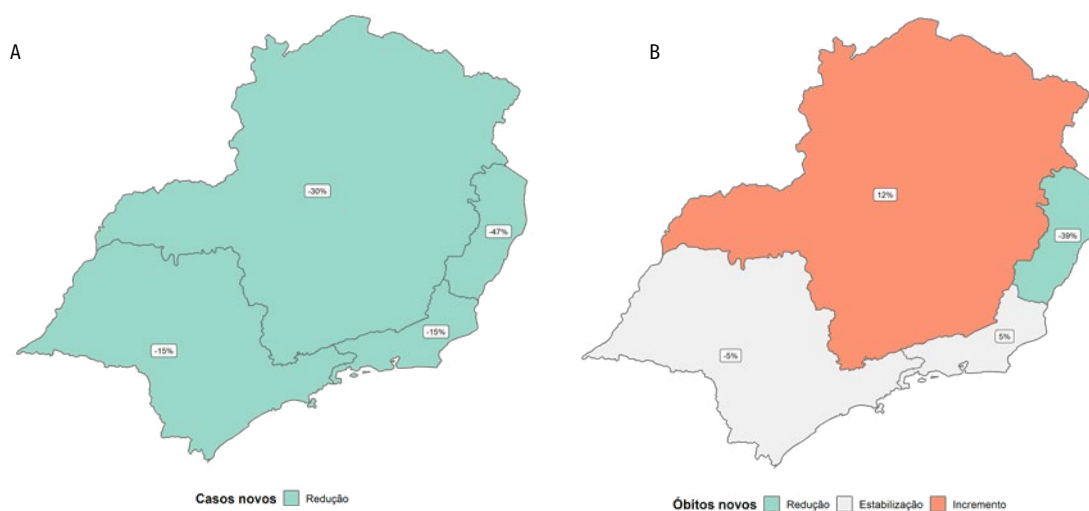 A
B
-30%
-47%
-15%
-15%
Casos novos Redução
12%
-39%
5%
-5%
Óbitos novos Redução Estabilização Incremento